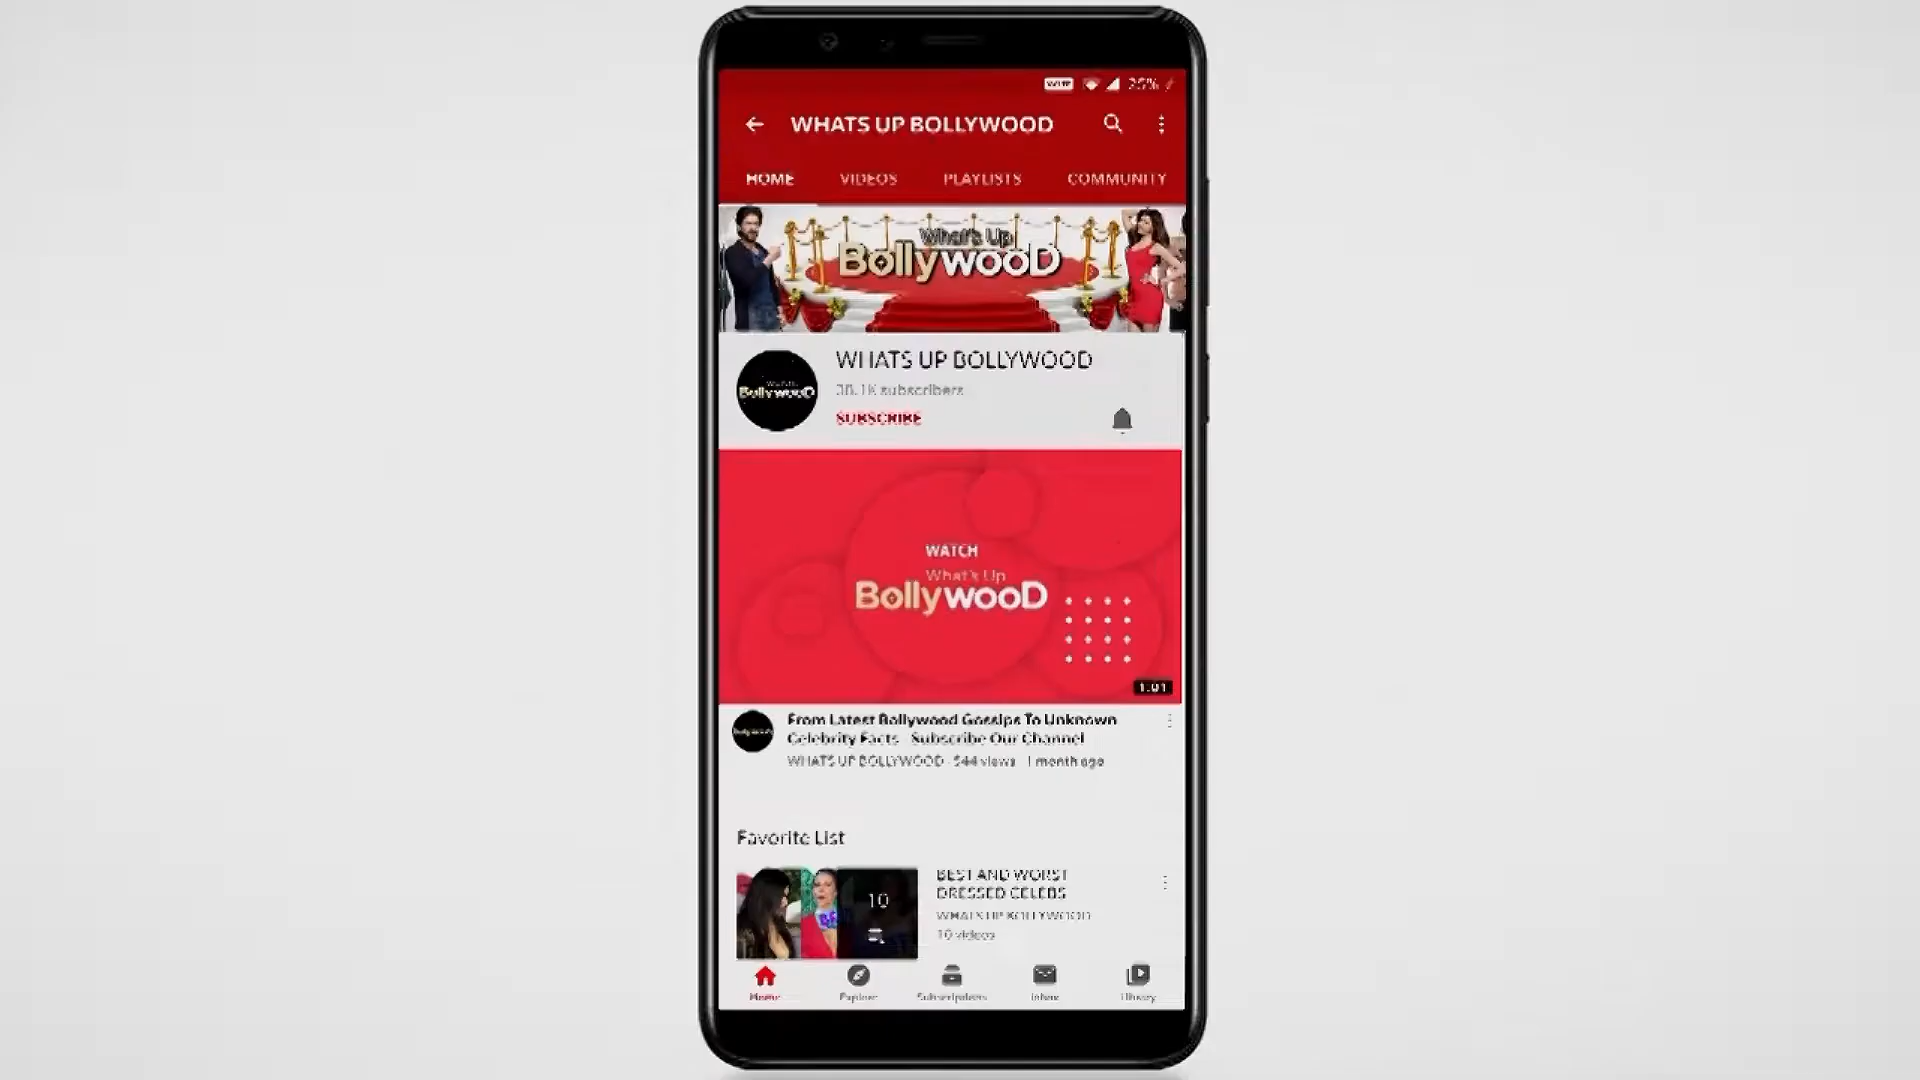 WHATS UP BOLLYWOOD
HOME VIDEOS PLAYLISTS COMMUNITY
What's Up
BollywooD
WHATS UP BOLLYWOOD
subscribers
SUBSCRIBE
BollywooD
WATCH
What's Up
BollywooD
1:01
From Latest Bollywood Gossips To Unknown
Celebrity Facts - Subscribe Our Channel
WHATS UP BOLLYWOOD · 544 views · 1 month ago
Favorite List
10
BEST AND WORST
DRESSED CELEBS
WHATS UP BOLLYWOOD
10 videos
Home Explore Subscriptions Inbox Library